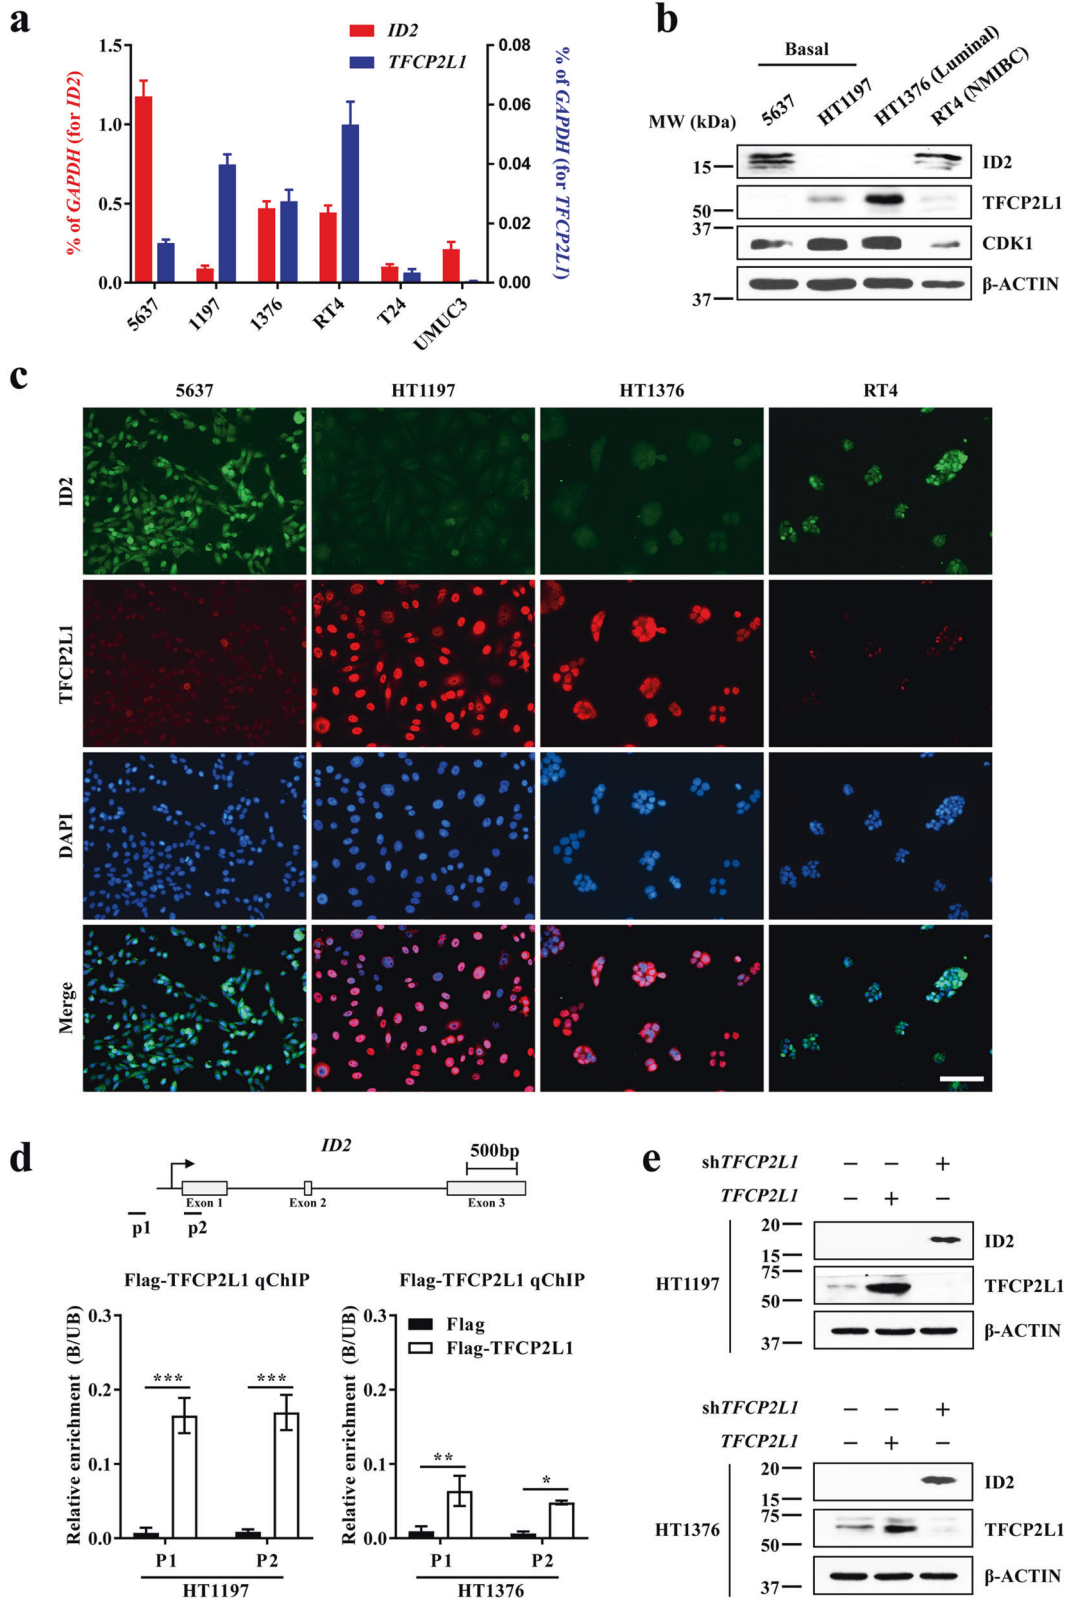 a
ID2
TFCP2L1
% of GAPDH (for ID2)
1.5
1.0
0.5
0.0
0.08
0.06
0.04
0.02
0.00
% of GAPDH (for TFCP2L1)
5637
1197
1376
RT4
T24
UMUC3
b
Basal
MW (kDa)
5637
HT1197
HT1376 (Luminal)
RT4 (NMIBC)
15
ID2
50
TFCP2L1
37
CDK1
37
β-ACTIN
c
5637 HT1197 HT1376 RT4
ID2
TFCP2L1
DAPI
Merge
d
ID2
500bp
Exon 1 Exon 2 Exon 3
p1 p2
Flag-TFCP2L1 qChIP
Relative enrichment (B/UB)
0.3
0.2
0.1
0.0
*** ***
P1 P2
HT1197
Flag-TFCP2L1 qChIP
Flag
Flag-TFCP2L1
Relative enrichment (B/UB)
0.3
0.2
0.1
0.0
** *
P1 P2
HT1376
e
shTFCP2L1 − − +
TFCP2L1 − + −
HT1197
20
15
ID2
75
50
TFCP2L1
37
β-ACTIN
shTFCP2L1 − − +
TFCP2L1 − + −
HT1376
20
15
ID2
75
50
TFCP2L1
37
β-ACTIN